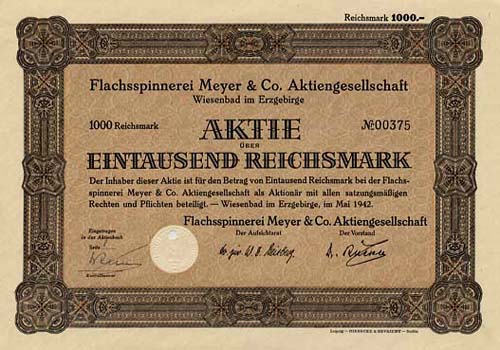 Reichsmark 1000.-
Flachsspinnerei Meyer & Co. Aktiengesellschaft
Wiesenbad im Erzgebirge
1000 Reichsmark
AKTIE
№00375
ÜBER
EINTAUSEND REICHSMARK
Der Inhaber dieser Aktie ist für den Betrag von Eintausend Reichsmark bei der Flachs-
spinnerei Meyer & Co. Aktiengesellschaft als Aktionär mit allen satzungsmäßigen
Rechten und Pflichten beteiligt. — Wiesenbad im Erzgebirge, im Mai 1942.
Flachsspinnerei Meyer & Co. Aktiengesellschaft
Eingetragen
in das Aktienbuch
Der Aufsichtsrat
Der Vorstand
Seite
Kontrollbeamter
Leipzig — GIESECKE & DEVRIENT — Berlin